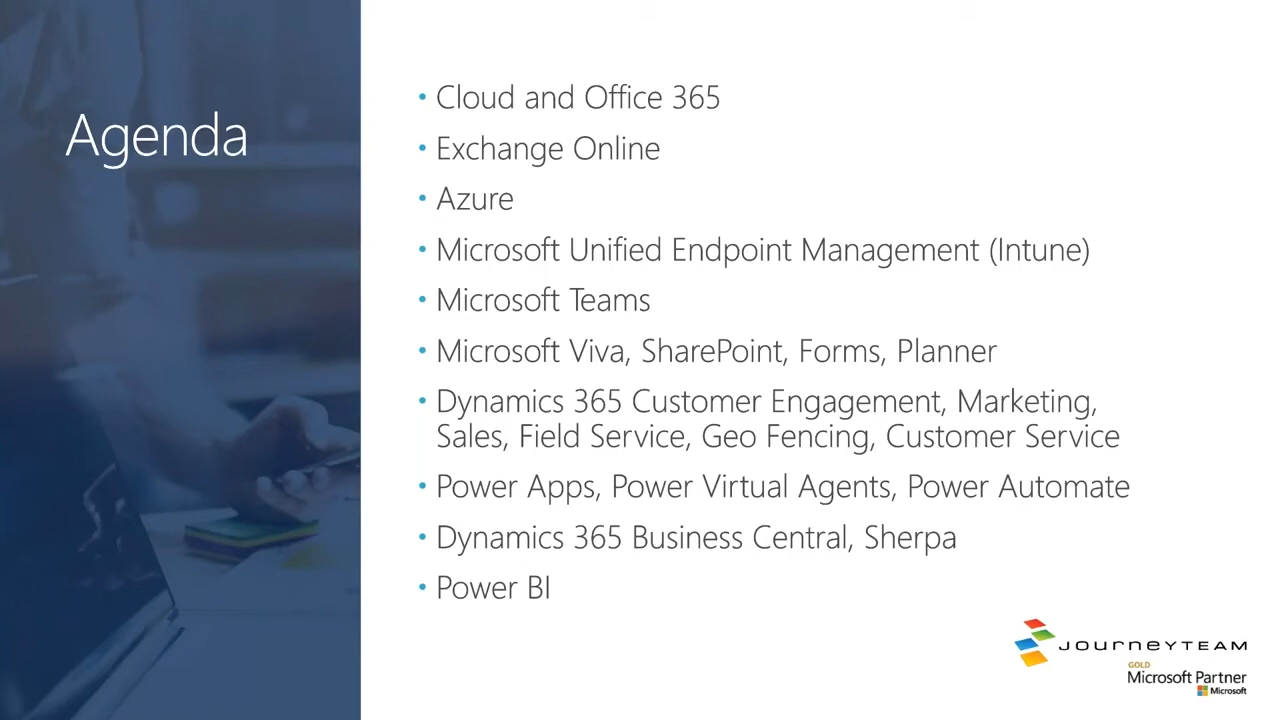 Agenda
• Cloud and Office 365
• Exchange Online
• Azure
• Microsoft Unified Endpoint Management (Intune)
• Microsoft Teams
• Microsoft Viva, SharePoint, Forms, Planner
• Dynamics 365 Customer Engagement, Marketing,
Sales, Field Service, Geo Fencing, Customer Service
• Power Apps, Power Virtual Agents, Power Automate
• Dynamics 365 Business Central, Sherpa
• Power BI
JOURNEYTEAM
GOLD
Microsoft Partner
Microsoft